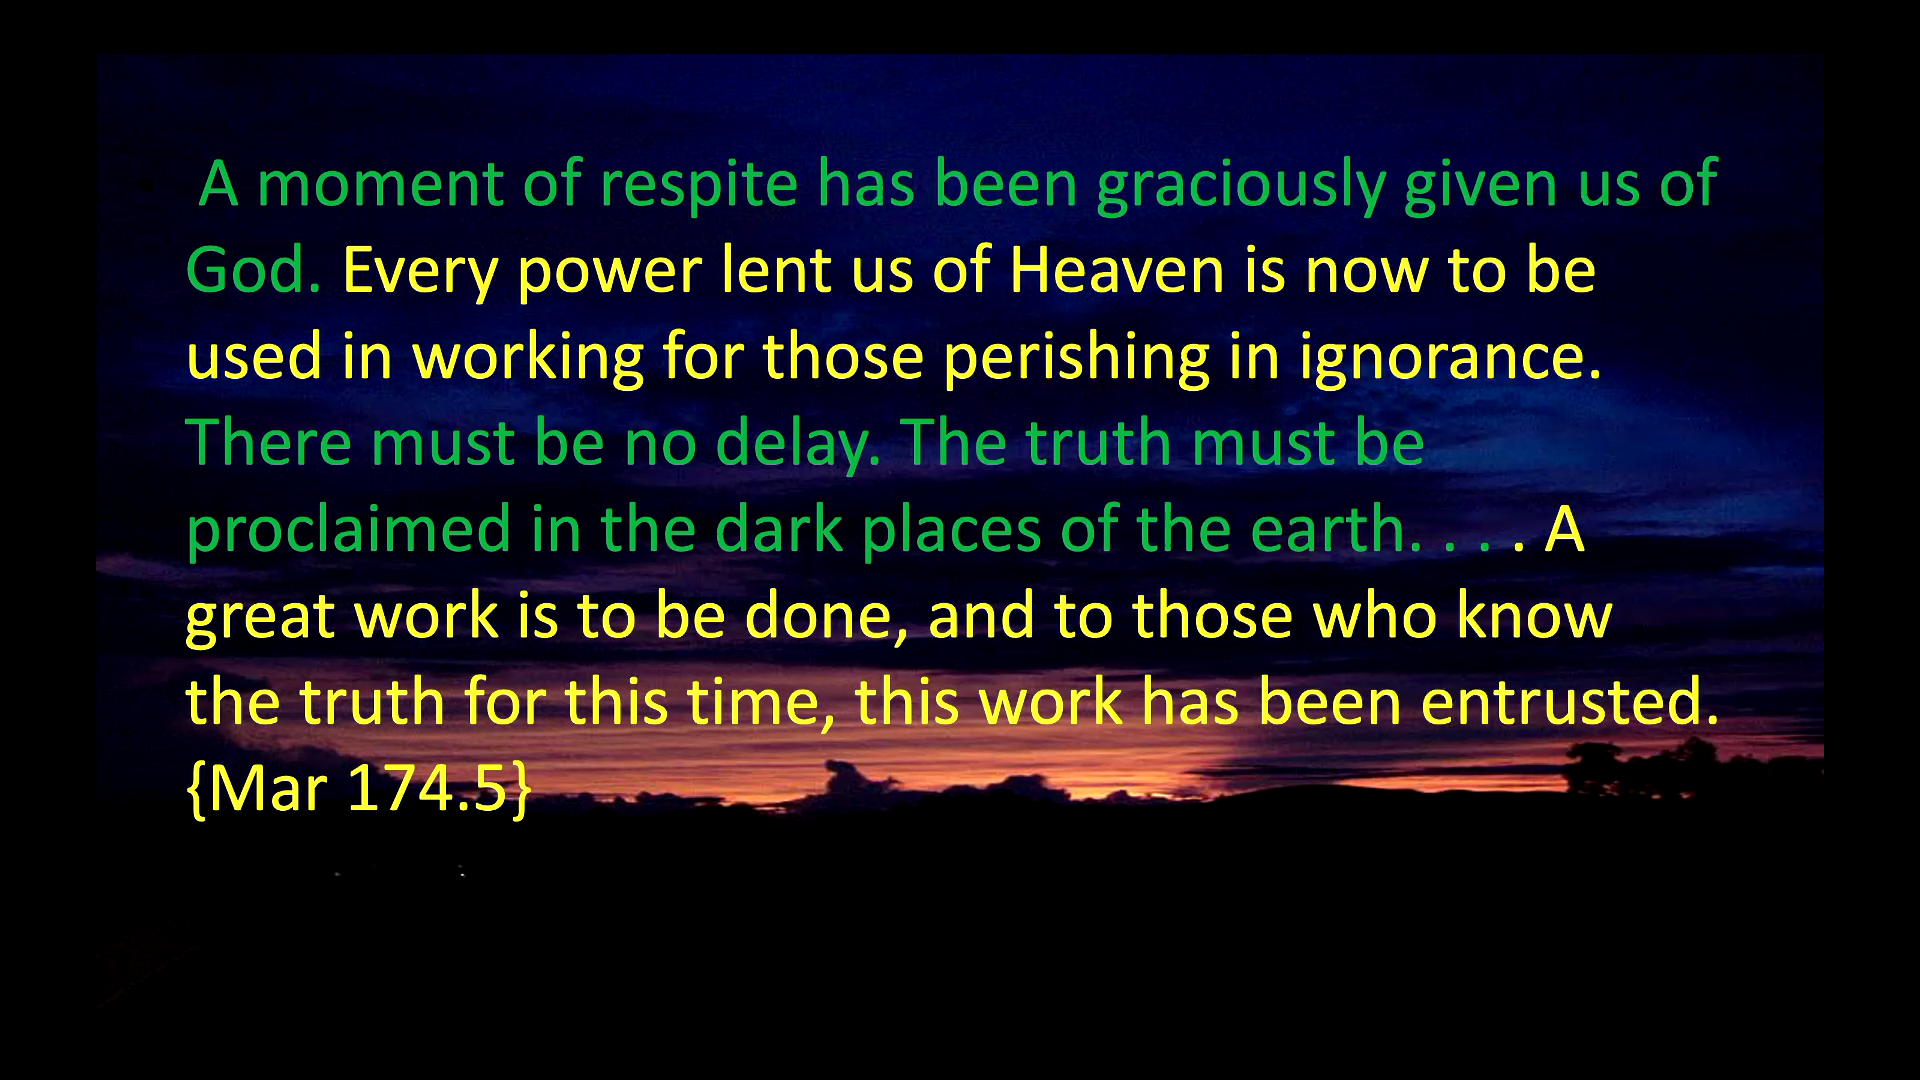 A moment of respite has been graciously given us of
God. Every power lent us of Heaven is now to be
used in working for those perishing in ignorance.
There must be no delay. The truth must be
proclaimed in the dark places of the earth. . . . A
great work is to be done, and to those who know
the truth for this time, this work has been entrusted.
{Mar 174.5}